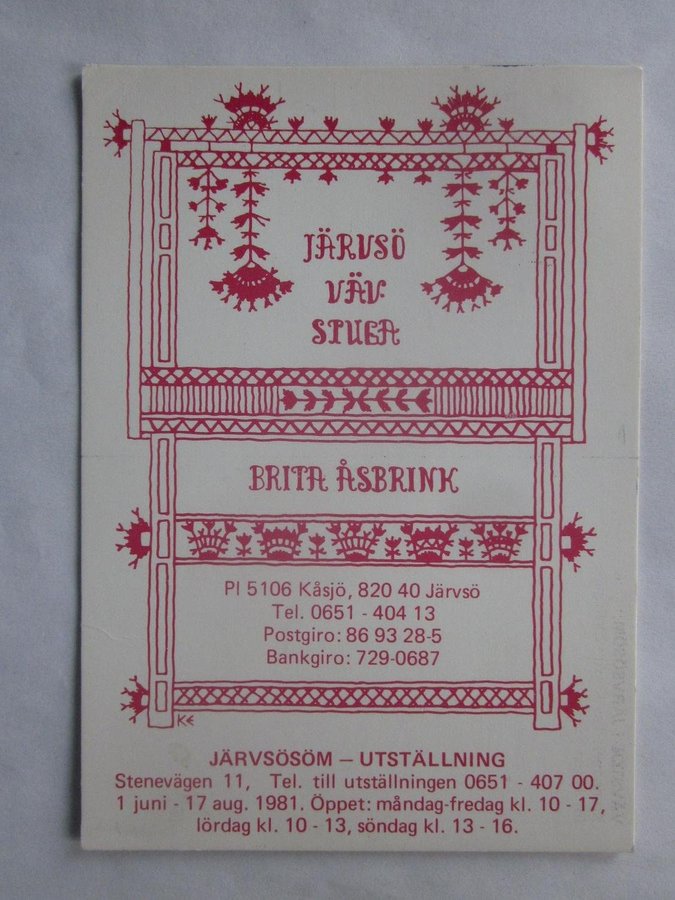 JÄRVSÖ
VÄV-
STUGA
BRITA ÅSBRINK
Pl 5106 Kåsjö, 820 40 Järvsö
Tel. 0651 - 404 13
Postgiro: 86 93 28-5
Bankgiro: 729-0687
KE
JÄRVSÖSÖM – UTSTÄLLNING
Stenevägen 11, Tel. till utställningen 0651 - 407 00.
1 juni - 17 aug. 1981. Öppet: måndag-fredag kl. 10 - 17,
lördag kl. 10 - 13, söndag kl. 13 - 16.